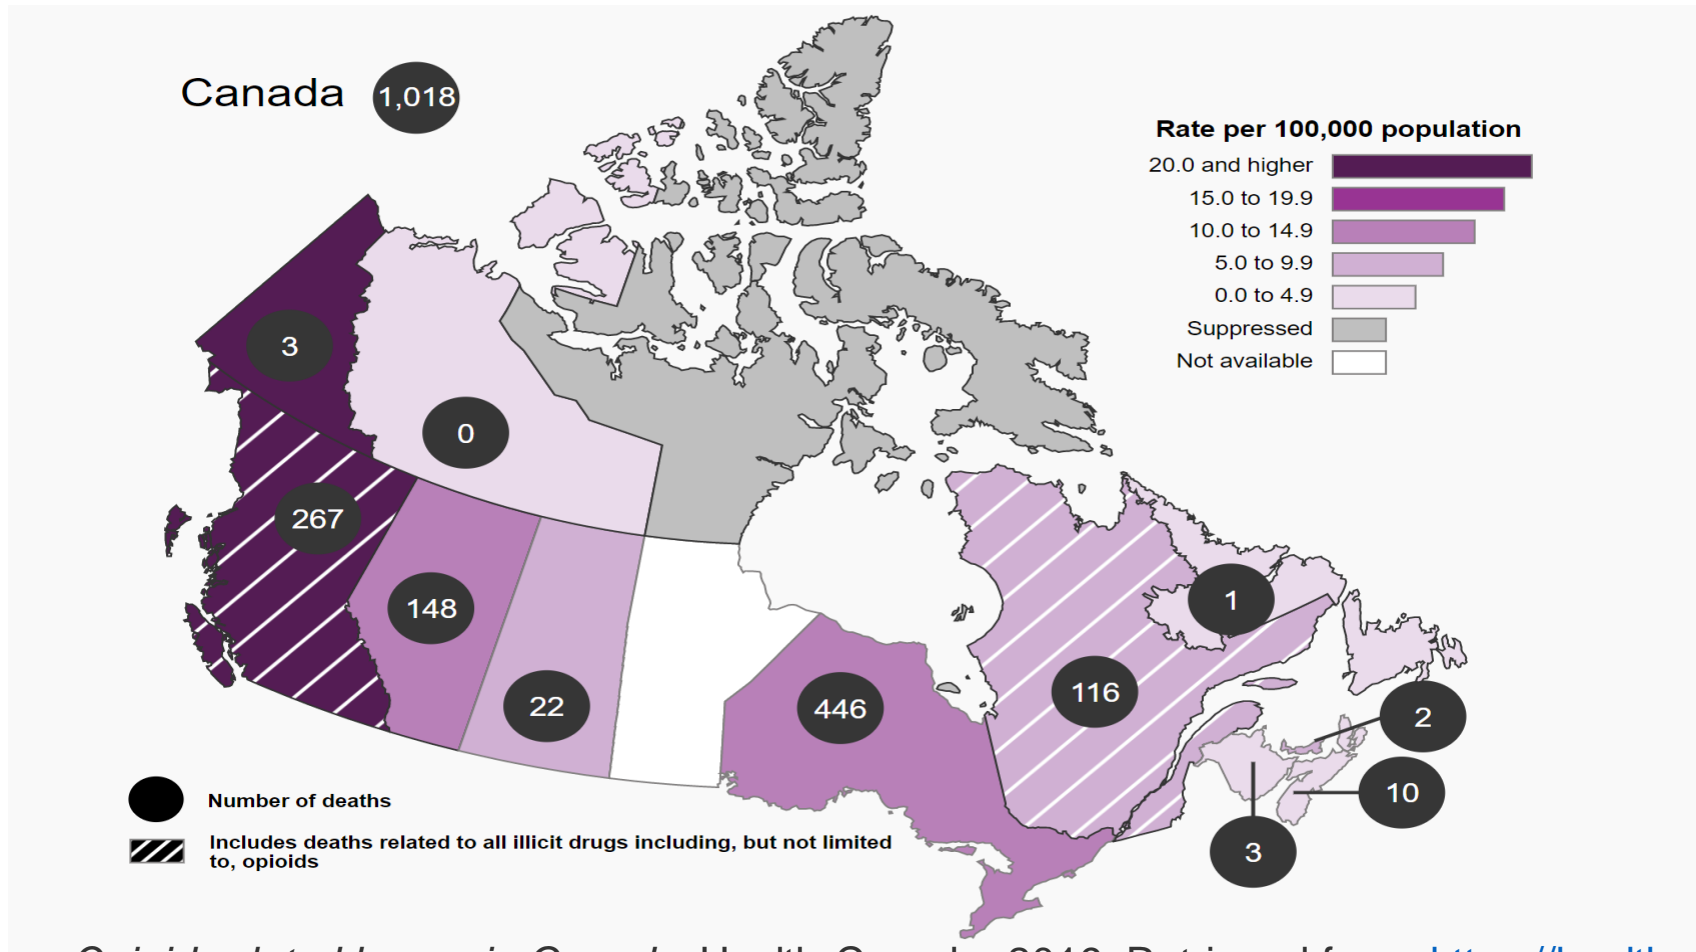 Canada 1,018
Rate per 100,000 population
20.0 and higher
15.0 to 19.9
10.0 to 14.9
5.0 to 9.9
0.0 to 4.9
Suppressed
Not available
3
0
267
148
22
446
116
1
2
10
3
Number of deaths
Includes deaths related to all illicit drugs including, but not limited
to, opioids